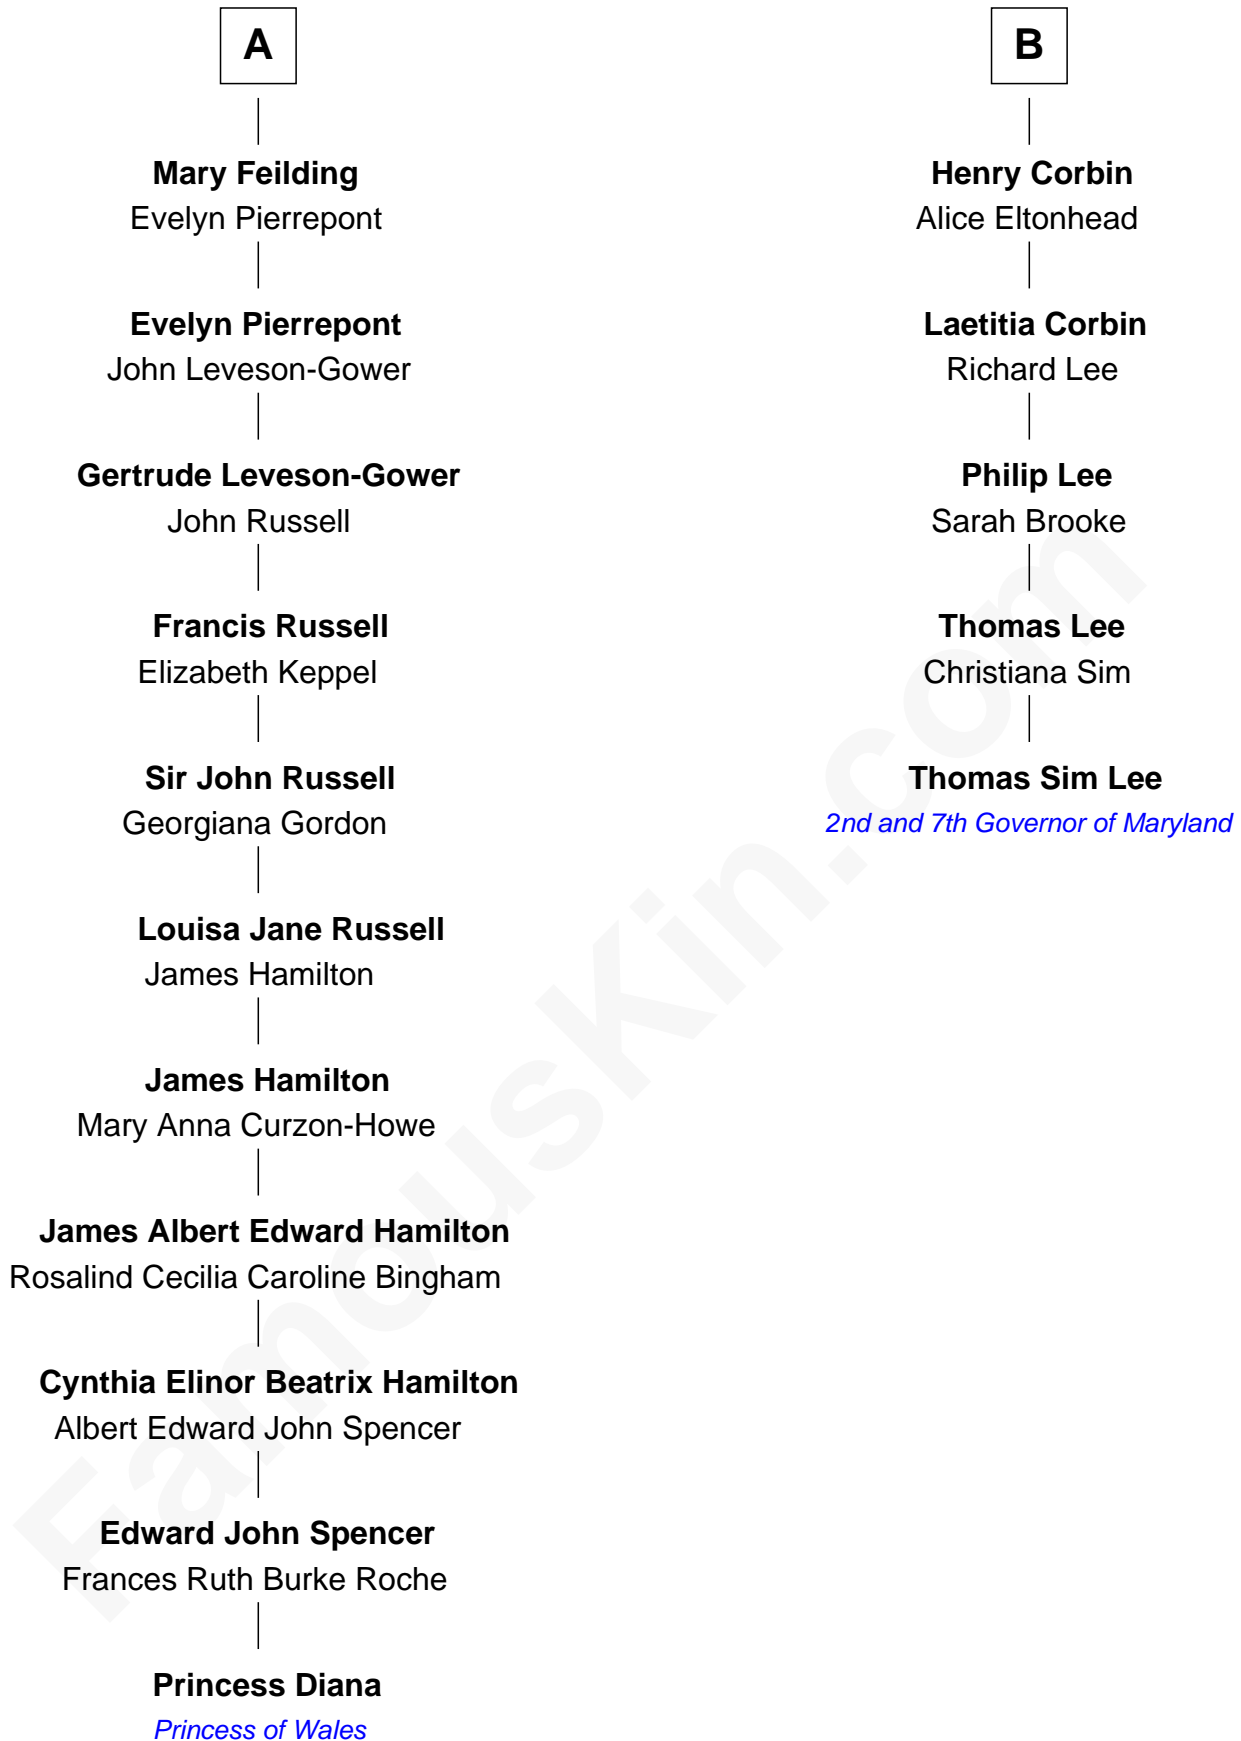 A
Mary Feilding
Evelyn Pierrepont
Evelyn Pierrepont
John Leveson-Gower
Gertrude Leveson-Gower
John Russell
Francis Russell
Elizabeth Keppel
Sir John Russell
Georgiana Gordon
Louisa Jane Russell
James Hamilton
James Hamilton
Mary Anna Curzon-Howe
James Albert Edward Hamilton
Rosalind Cecilia Caroline Bingham
Cynthia Elinor Beatrix Hamilton
Albert Edward John Spencer
Edward John Spencer
Frances Ruth Burke Roche
Princess Diana
Princess of Wales
B
Henry Corbin
Alice Eltonhead
Laetitia Corbin
Richard Lee
Philip Lee
Sarah Brooke
Thomas Lee
Christiana Sim
Thomas Sim Lee
2nd and 7th Governor of Maryland
FamousKin.com